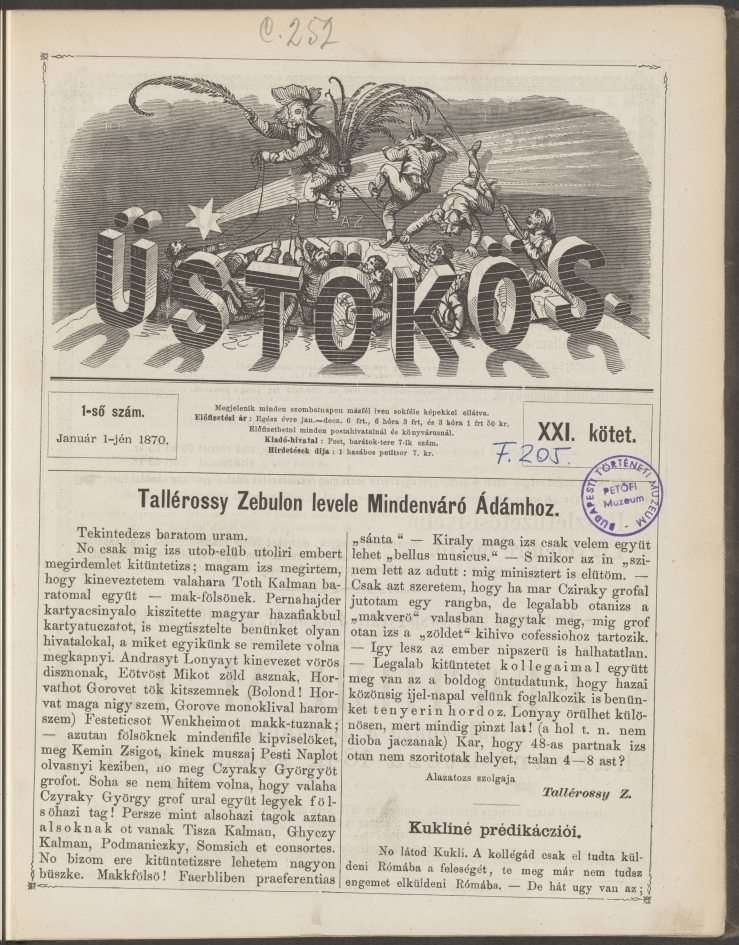 C. 252
AZ
ÜSTÖKÖS.
1-ső szám.
Január 1-jén 1870.
Megjelenik minden szombatnapon másfél iven sokféle képekkel ellátva.
Előfizetési ár: Egész évre jan.—decz. 6 frt., 6 hóra 3 frt, és 3 hóra 1 frt 50 kr.
Előfizethetni minden postahivatalnál és könyvárusnál.
Kiadó-hivatal: Pest, barátok-tere 7-ik szám.
Hirdetések dija: 1 hasábos petitsor 7. kr.
XXI. kötet.
F. 205.
BUDAPESTI TÖRTÉNETI MUZEUM
PETŐFI
Muzeum
Tallérossy Zebulon levele Mindenváró Ádámhoz.
Tekintedezs baratom uram.
No csak mig izs utob-elüb utoliri embert
megirdemlet kitüntetizs; magam izs megirtem,
hogy kineveztetem valahara Toth Kalman ba-
ratomal együtt — mak-fölsönek. Pernahajder
kartyacsinyalo kiszitette magyar hazafiakbul
kartyatuczatot, is megtisztelte benünket olyan
hivatalokal, a miket egyikünk se remilete volna
megkapnyi. Andrasyt Lonyayt kinevezet vörös
disznonak, Eötvöst Mikot zöld asznak, Hor-
vathot Gorovet tök kitszemnek (Bolond! Hor-
vat maga nigy szem, Gorove monoklival harom
szem) Festeticsot Wenkheimot makk-tuznak;
— azutan fölsöknek mindenfile kipviselöket,
meg Kemin Zsigot, kinek muszaj Pesti Naplot
olvasnyi keziben, no meg Czyraky Györgyöt
grofot. Soha se nem hitem volna, hogy valaha
Czyraky György grof ural együt legyek föl-
söhazi tag! Persze mint alsohazi tagok aztan
alsoknak ot vanak Tisza Kalman, Ghyczy
Kalman, Podmaniczky, Somsich et consortes.
No bizom ere kitüntetizsre lehetem nagyon
büszke. Makkfölsö! Faerbliben praeferentias
„sánta“ — Kiraly maga izs csak velem együt
lehet „bellus musicus.“ — S mikor az in „szi-
nem lett az adutt: mig minisztert is elütöm. —
Csak azt szeretem, hogy ha mar Cziraky grofal
jutotam egy rangba, de legalabb otanizs a
„makverö“ valasban hagytak meg, mig grof
otan izs a „zöldet“ kihivo cofessiohoz tartozik.
— Igy lesz az ember nipszerü is halhatatlan.
— Legalab kitüntetet kollegaimal együtt
meg van az a boldog öntudatunk, hogy hazai
közönsig ijel-napal velünk foglalkozik is benün-
ket tenyerin hordoz. Lonyay örülhet külö-
nösen, mert mindig pinzt lat! (a hol t. n. nem
dioba jaczanak) Kar, hogy 48-as partnak izs
otan nem szoritotak helyet, talan 4—8 ast?
Alazatozs szolgaja
Tallérossy Z.
Kukliné prédikácziói.
No látod Kukli. A kollégád csak el tudta kül-
deni Rómába a feleségét, te meg már nem tudsz
engemet elküldeni Rómába. — De hát ugy van az;